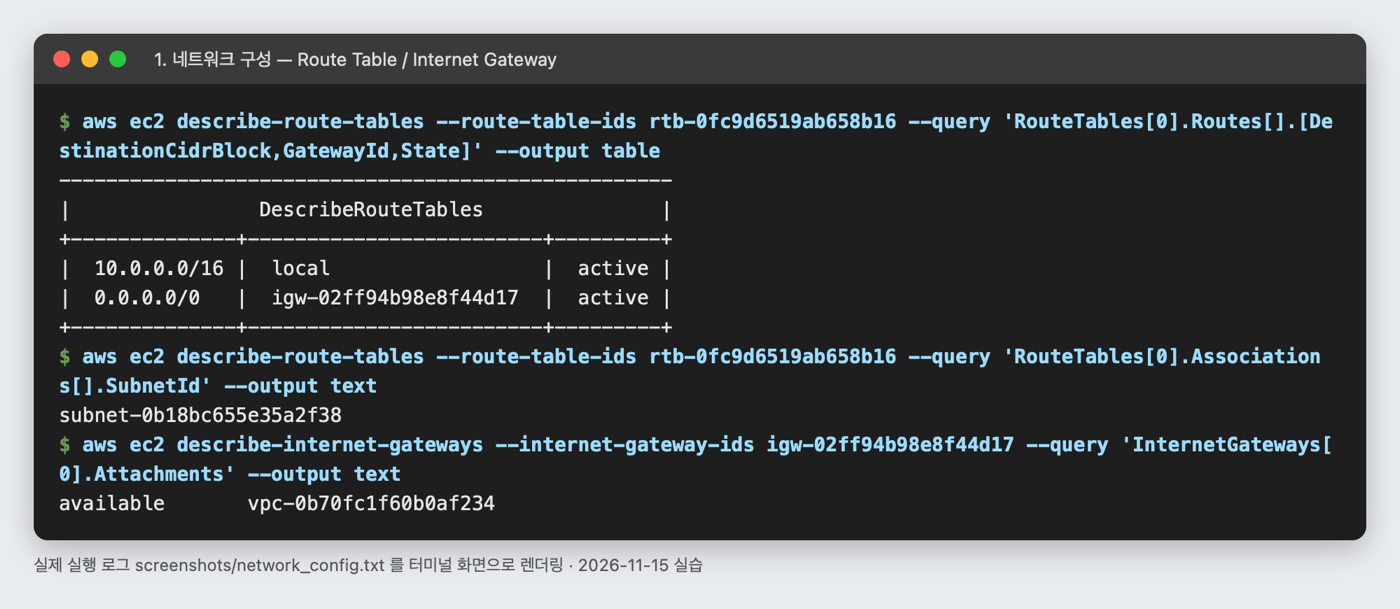 1. 네트워크 구성 — Route Table / Internet Gateway
$ aws ec2 describe-route-tables --route-table-ids rtb-0fc9d6519ab658b16 --query 'RouteTables[0].Routes[].[De
stinationCidrBlock,GatewayId,State]' --output table
----------------------------------------------------
|                DescribeRouteTables               |
+--------------+-------------------------+---------+
|  10.0.0.0/16 |  local                  |  active |
|  0.0.0.0/0   |  igw-02ff94b98e8f44d17  |  active |
+--------------+-------------------------+---------+
$ aws ec2 describe-route-tables --route-table-ids rtb-0fc9d6519ab658b16 --query 'RouteTables[0].Association
s[].SubnetId' --output text
subnet-0b18bc655e35a2f38
$ aws ec2 describe-internet-gateways --internet-gateway-ids igw-02ff94b98e8f44d17 --query 'InternetGateways[
0].Attachments' --output text
available       vpc-0b70fc1f60b0af234
실제 실행 로그 screenshots/network_config.txt 를 터미널 화면으로 렌더링 · 2026-11-15 실습